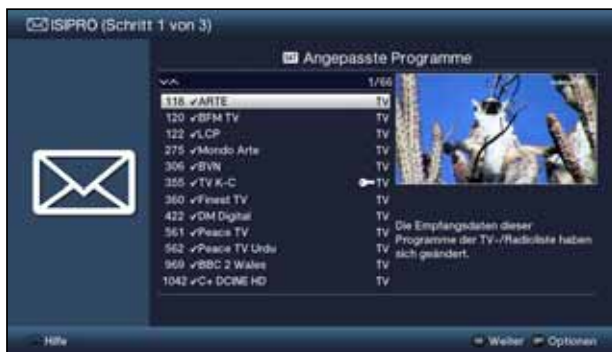 ISIPRO (Schritt 1 von 3)
SAT Angepasste Programme
1/66
118 ✓ARTE TV
120 ✓BFM TV TV
122 ✓LCP TV
275 ✓Mondo Arte TV
306 ✓BVN TV
355 ✓TV K-C TV
360 ✓Finest TV TV
422 ✓DM Digital TV
561 ✓Peace TV TV
562 ✓Peace TV Urdu TV
969 ✓BBC 2 Wales TV
1042 ✓C+ DCINE HD TV
Die Empfangsdaten dieser
Programme der TV-/Radioliste haben
sich geändert.
Hilfe
Weiter
Optionen